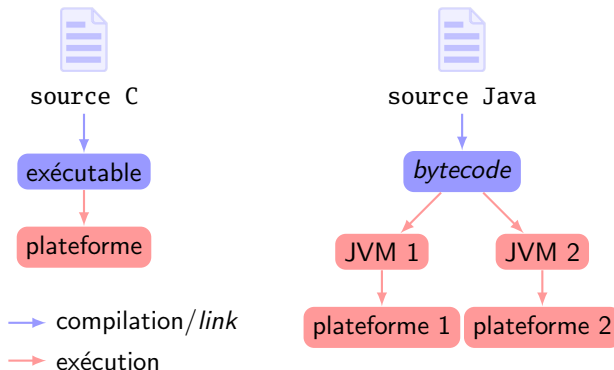 source C
exécutable
plateforme
compilation/link
exécution
source Java
bytecode
JVM 1
JVM 2
plateforme 1
plateforme 2